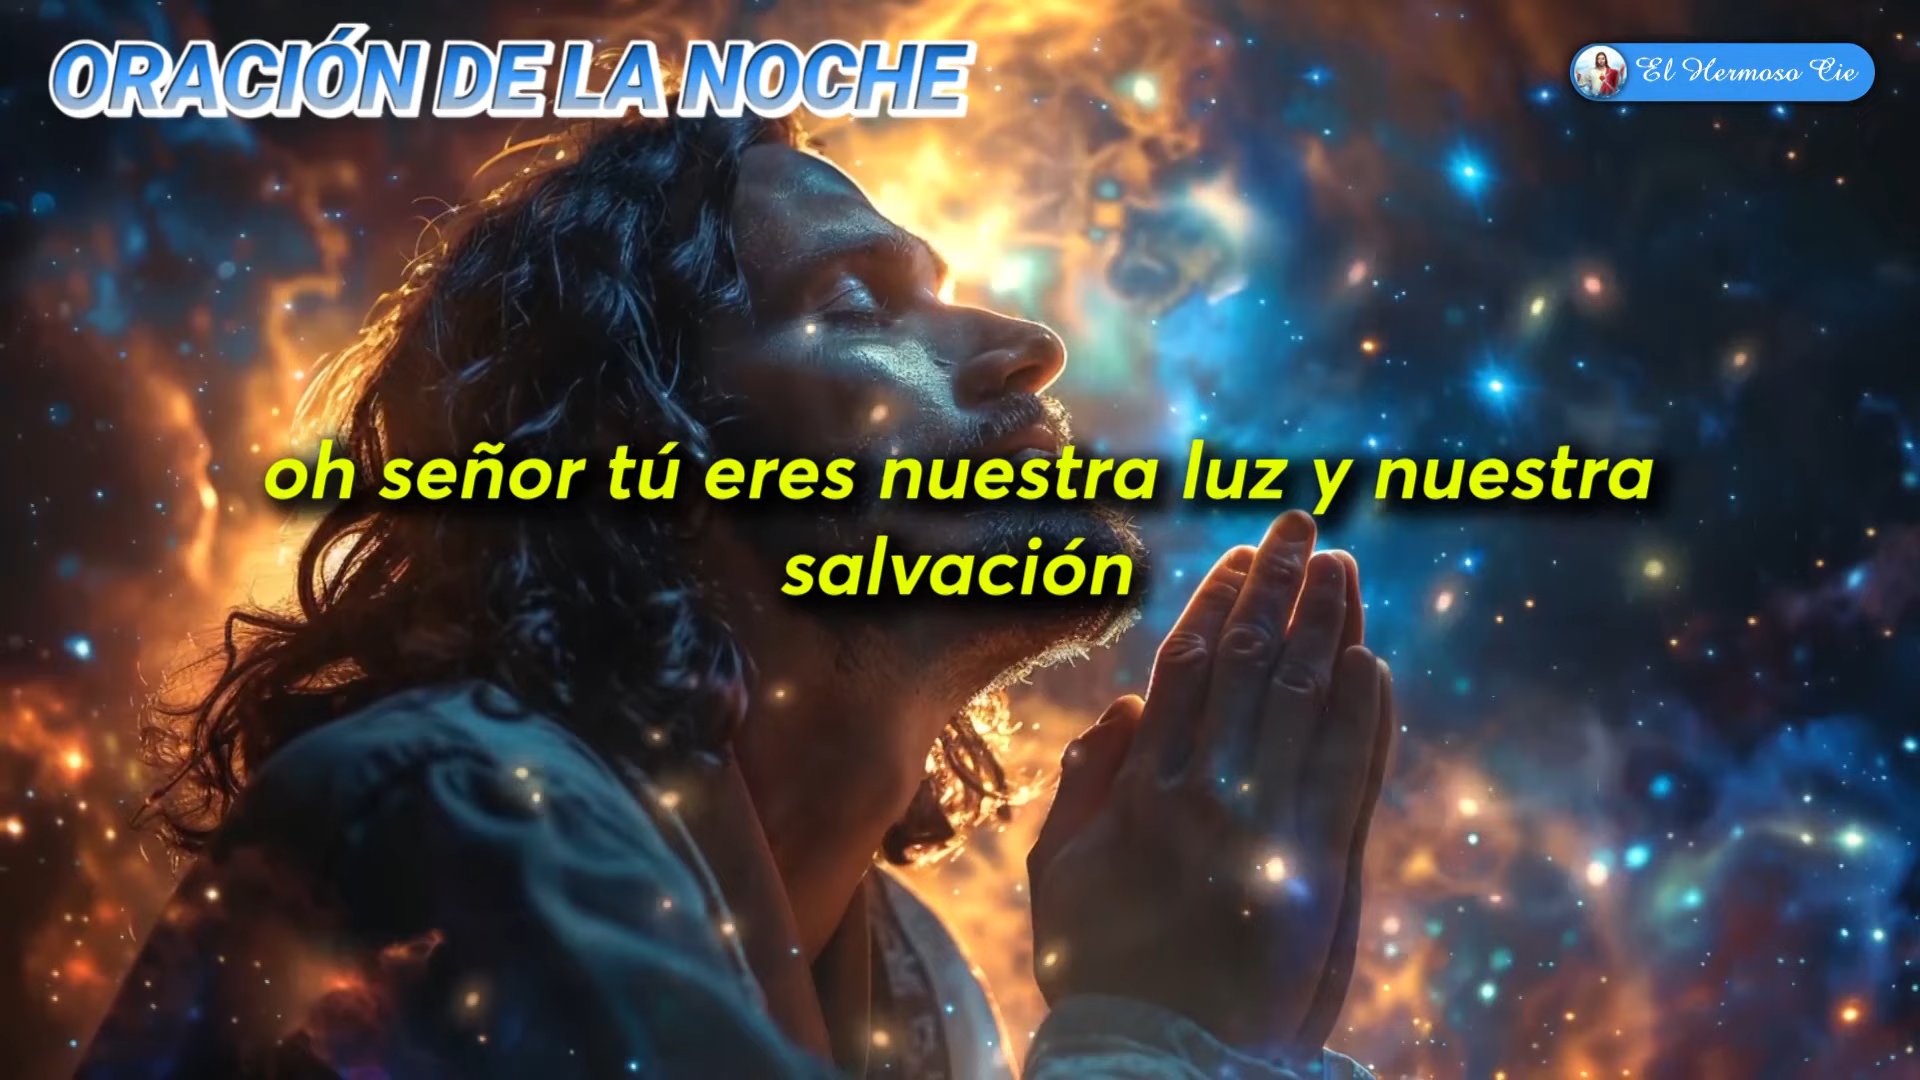 ORACIÓN DE LA NOCHE
El Hermoso Cie
oh señor tú eres nuestra luz y nuestra
salvación